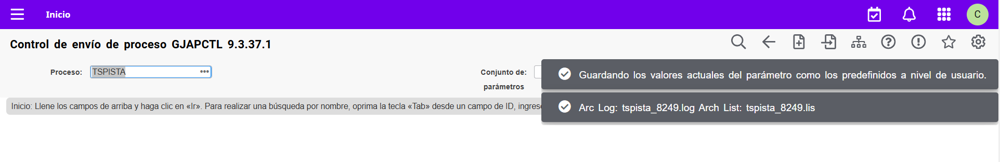 Inicio
C
Control de envío de proceso GJAPCTL 9.3.37.1
Proceso: TSPISTA
Conjunto de:
parámetros
Guardando los valores actuales del parámetro como los predefinidos a nivel de usuario.
Inicio: Llene los campos de arriba y haga clic en «Ir». Para realizar una búsqueda por nombre, oprima la tecla «Tab» desde un campo de ID, ingres
Arc Log: tspista_8249.log Arch List: tspista_8249.lis